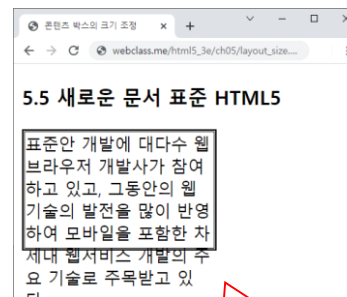 콘텐츠 박스의 크기 조정
webclass.me/html5_3e/ch05/layout_size....
5.5 새로운 문서 표준 HTML5
표준안 개발에 대다수 웹
브라우저 개발사가 참여
하고 있고, 그동안의 웹
기술의 발전을 많이 반영
하여 모바일을 포함한 차
세대 웹서비스 개발의 주
요 기술로 주목받고 있